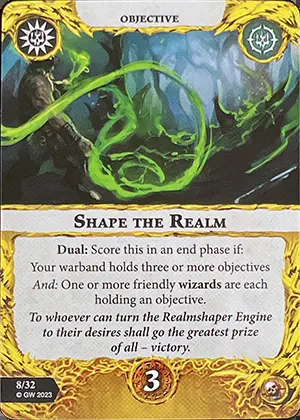 OBJECTIVE
SHAPE THE REALM
Dual: Score this in an end phase if:
Your warband holds three or more objectives
And: One or more friendly wizards are each
holding an objective.
To whoever can turn the Realmshaper Engine
to their desires shall go the greatest prize
of all – victory.
8/32
© GW 2023
3